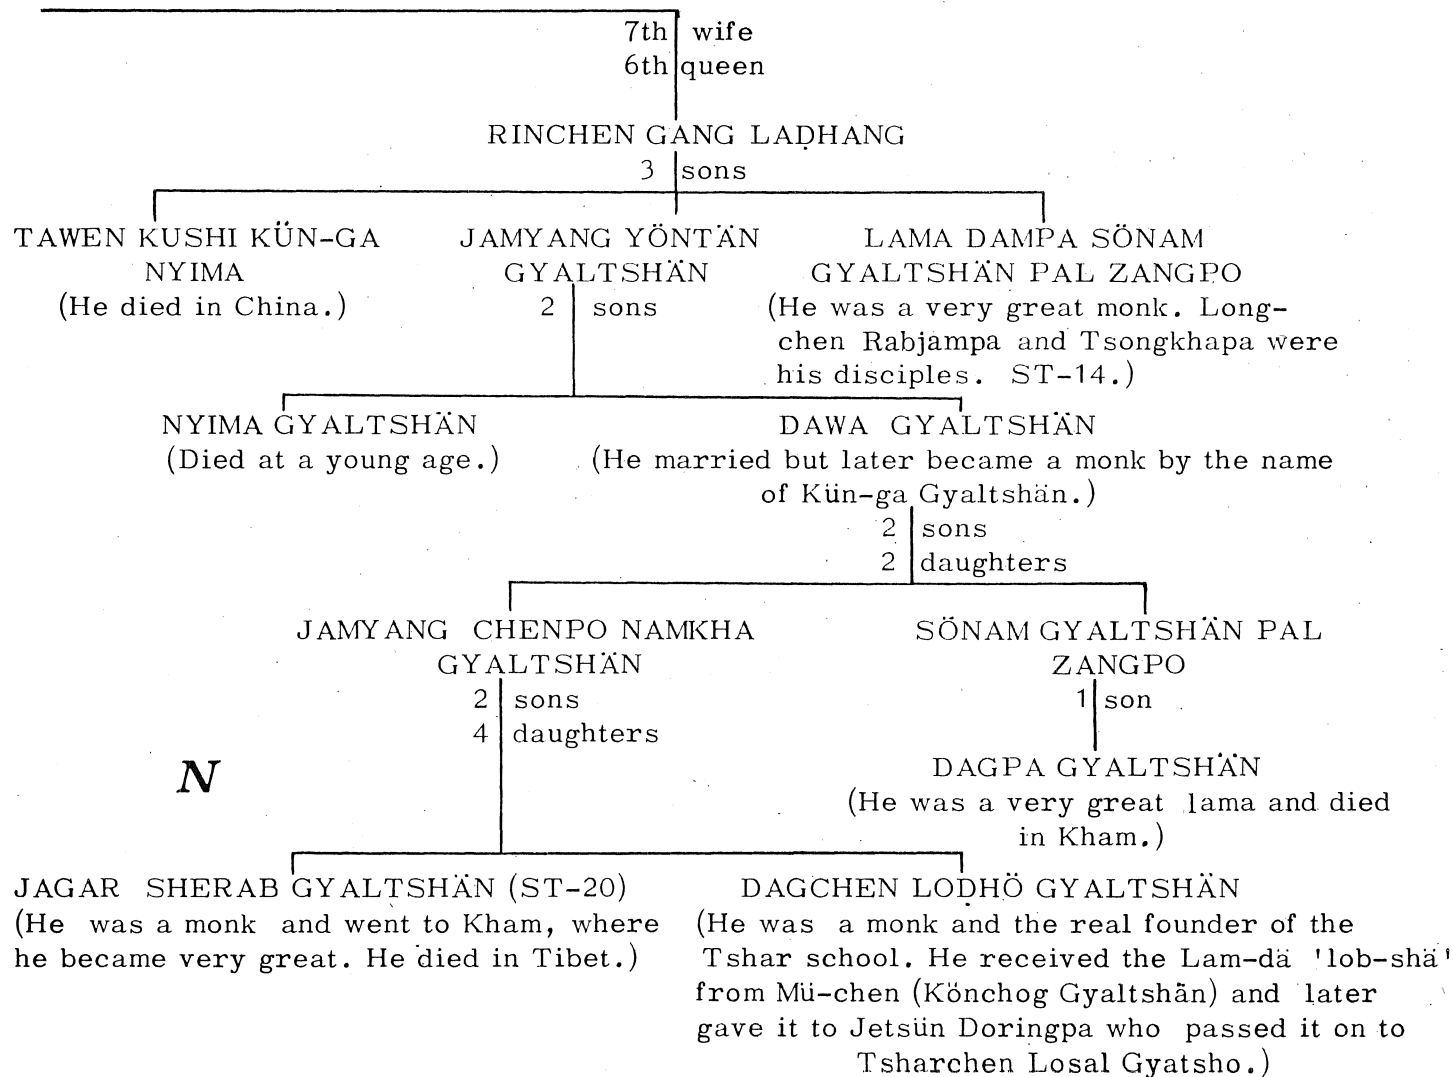 7th wife
6th queen
RINCHEN GANG LAḌHANG
3 sons
TAWEN KUSHI KÜN-GA
NYIMA
(He died in China.)
JAMYANG YÖNTÄN
GYALTSHÄN
2 sons
LAMA DAMPA SÖNAM
GYALTSHÄN PAL ZANGPO
(He was a very great monk. Long-
chen Rabjampa and Tsongkhapa were
his disciples. ST-14.)
NYIMA GYALTSHÄN
(Died at a young age.)
DAWA GYALTSHÄN
(He married but later became a monk by the name
of Kün-ga Gyaltshän.)
2 sons
2 daughters
JAMYANG CHENPO NAMKHA
GYALTSHÄN
2 sons
4 daughters
SÖNAM GYALTSHÄN PAL
ZANGPO
1 son
DAGPA GYALTSHÄN
(He was a very great lama and died
in Kham.)
N
JAGAR SHERAB GYALTSHÄN (ST-20)
(He was a monk and went to Kham, where
he became very great. He died in Tibet.)
DAGCHEN LOḌHÖ GYALTSHÄN
(He was a monk and the real founder of the
Tshar school. He received the Lam-dä 'lob-shä'
from Mü-chen (Könchog Gyaltshän) and later
gave it to Jetsün Doringpa who passed it on to
Tsharchen Losal Gyatsho.)